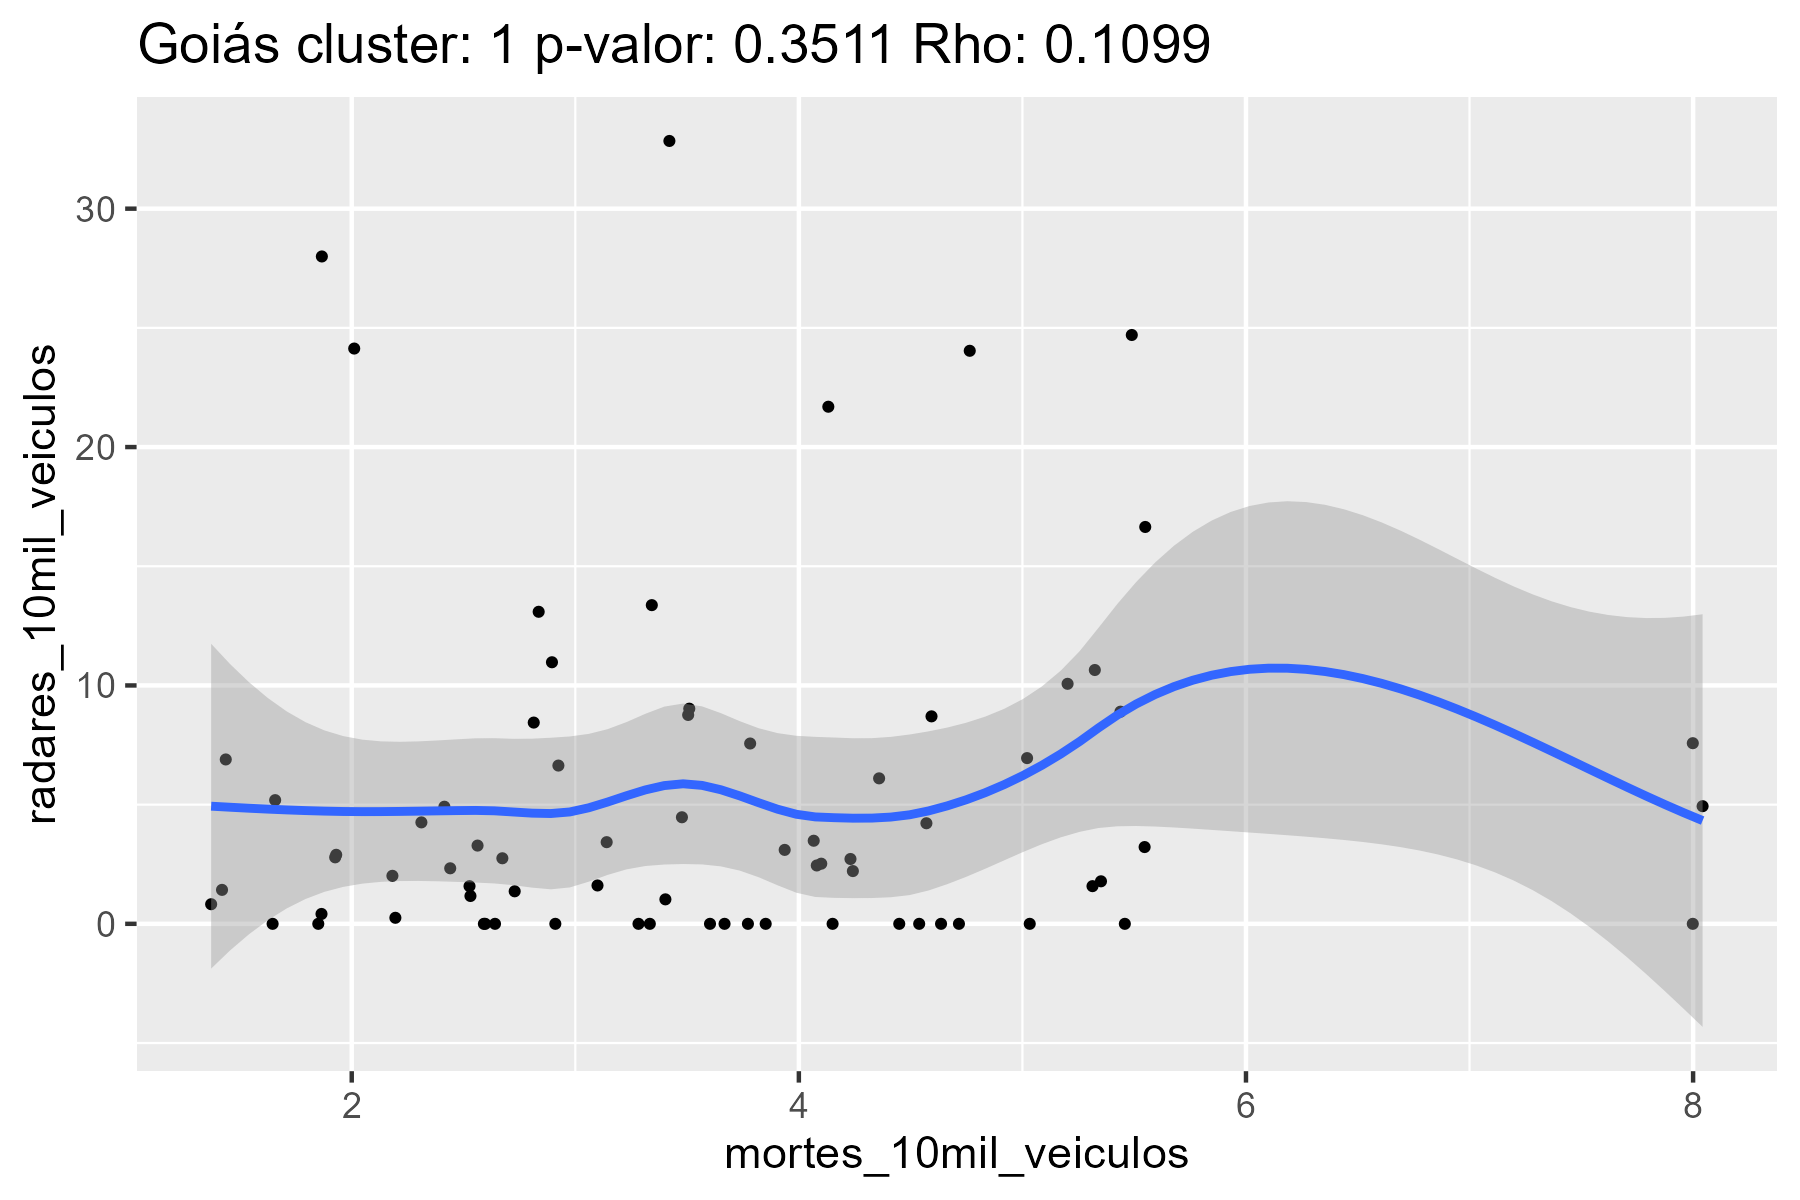 Goiás cluster: 1 p-valor: 0.3511 Rho: 0.1099
radares_10mil_veiculos
30
20
10
0
2 4 6 8
mortes_10mil_veiculos